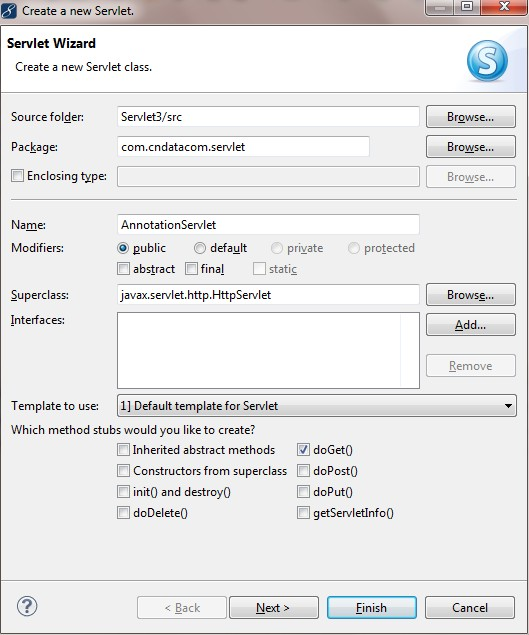 Create a new Servlet.
Servlet Wizard
Create a new Servlet class.
Source folder: Servlet3/src Browse...
Package: com.cndatacom.servlet Browse...
Enclosing type: Browse...
Name: AnnotationServlet
Modifiers: public default private protected
abstract final static
Superclass: javax.servlet.http.HttpServlet Browse...
Interfaces: Add...
Remove
Template to use: 1] Default template for Servlet
Which method stubs would you like to create?
Inherited abstract methods doGet()
Constructors from superclass doPost()
init() and destroy() doPut()
doDelete() getServletInfo()
? < Back Next > Finish Cancel